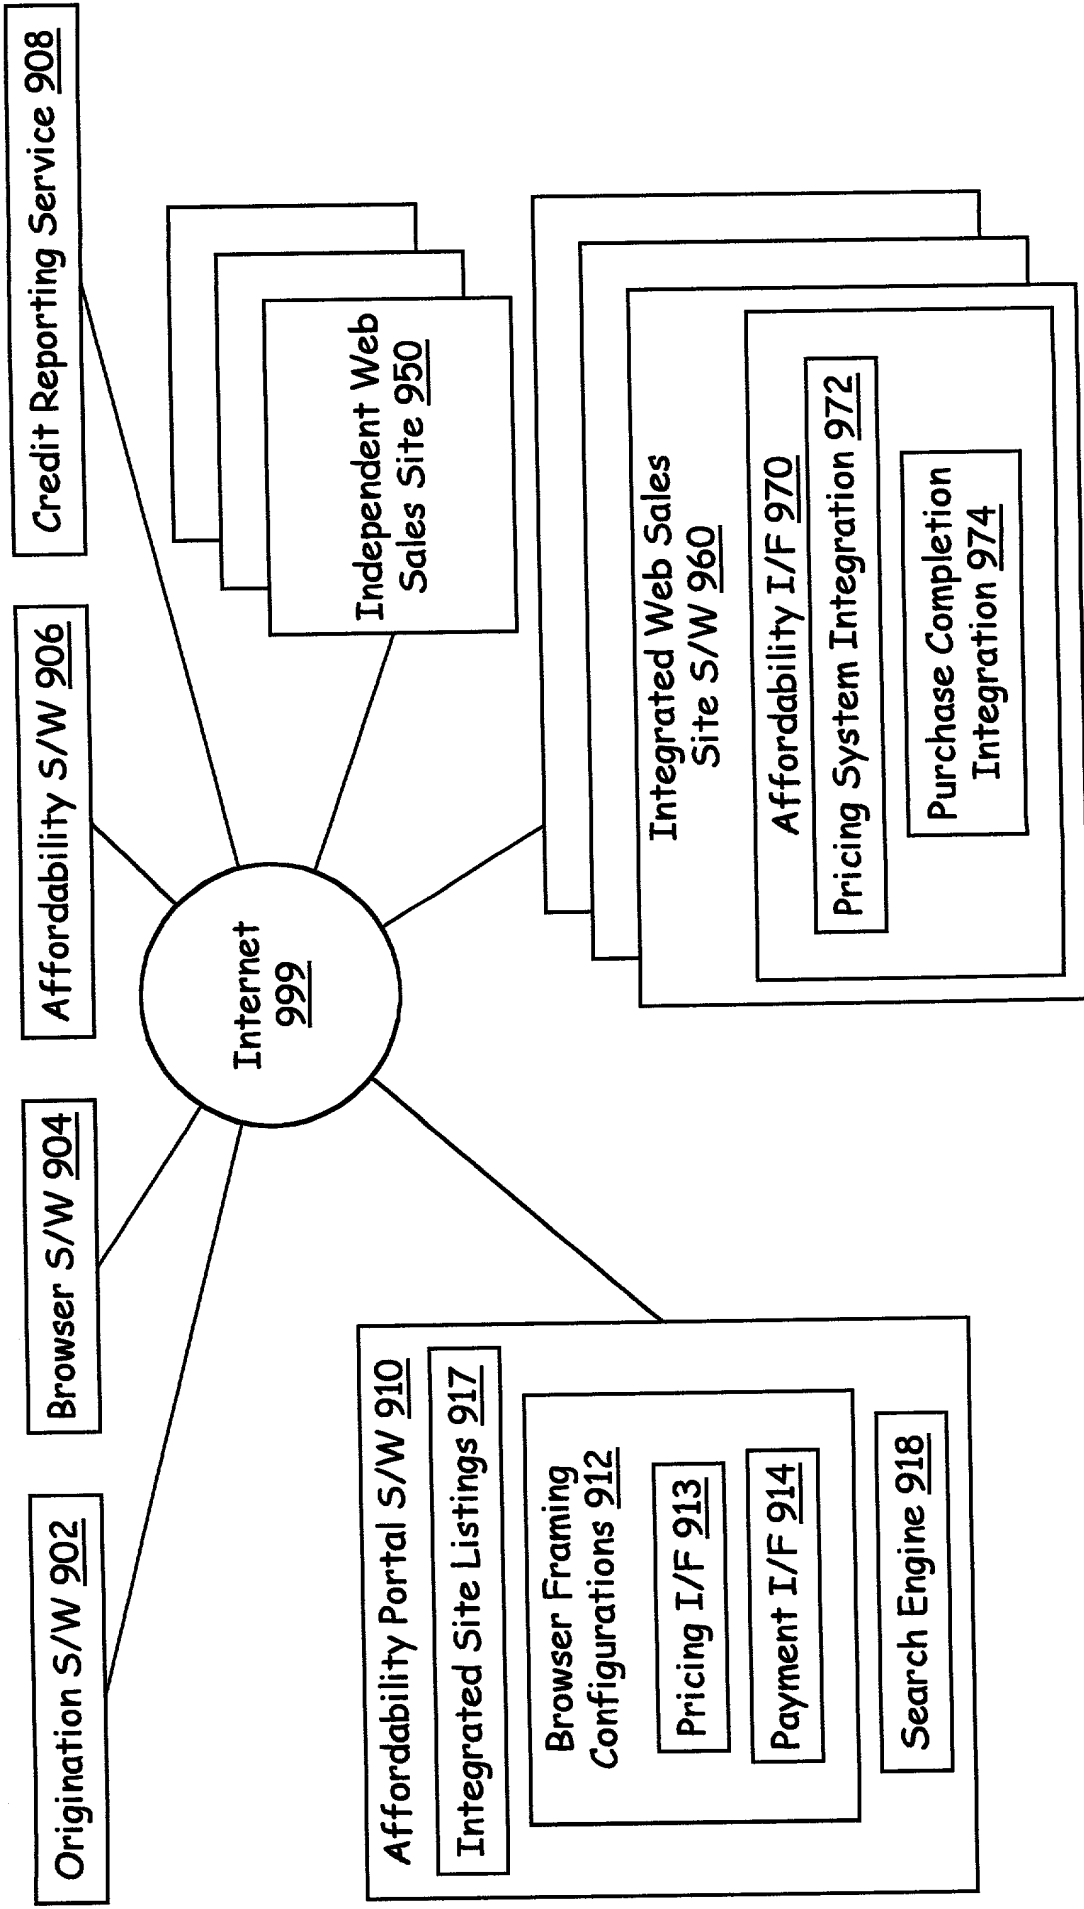 Origination S/W 902
Browser S/W 904
Affordability S/W 906
Credit Reporting Service 908
Internet
999
Independent Web
Sales Site 950
Affordability Portal S/W 910
Integrated Site Listings 917
Browser Framing
Configurations 912
Pricing I/F 913
Payment I/F 914
Search Engine 918
Integrated Web Sales
Site S/W 960
Affordability I/F 970
Pricing System Integration 972
Purchase Completion
Integration 974